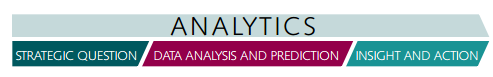 ANALYTICS
STRATEGIC QUESTION DATA ANALYSIS AND PREDICTION INSIGHT AND ACTION